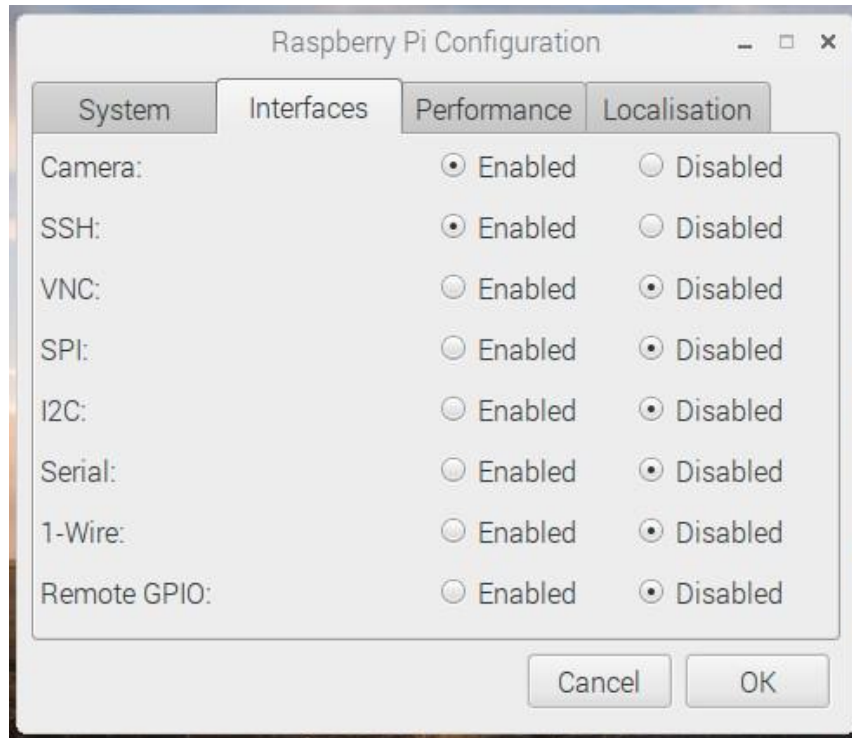 Raspberry Pi Configuration
System Interfaces Performance Localisation
Camera: Enabled Disabled
SSH: Enabled Disabled
VNC: Enabled Disabled
SPI: Enabled Disabled
I2C: Enabled Disabled
Serial: Enabled Disabled
1-Wire: Enabled Disabled
Remote GPIO: Enabled Disabled
Cancel OK